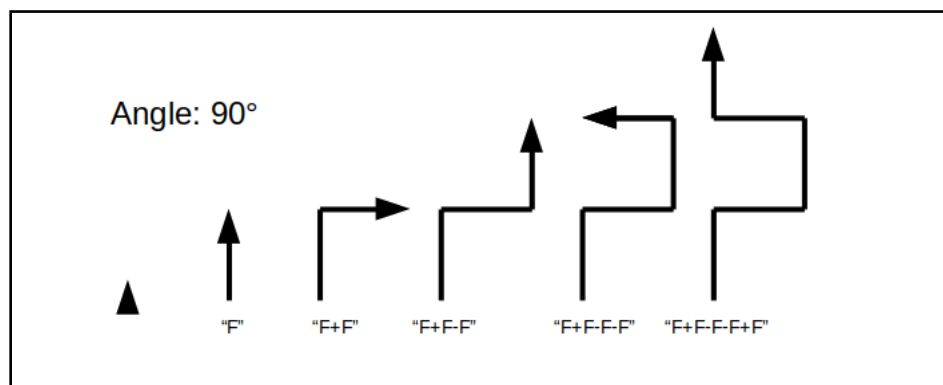 Angle: 90°
“F”
“F+F”
“F+F-F”
“F+F-F-F”
“F+F-F-F+F”